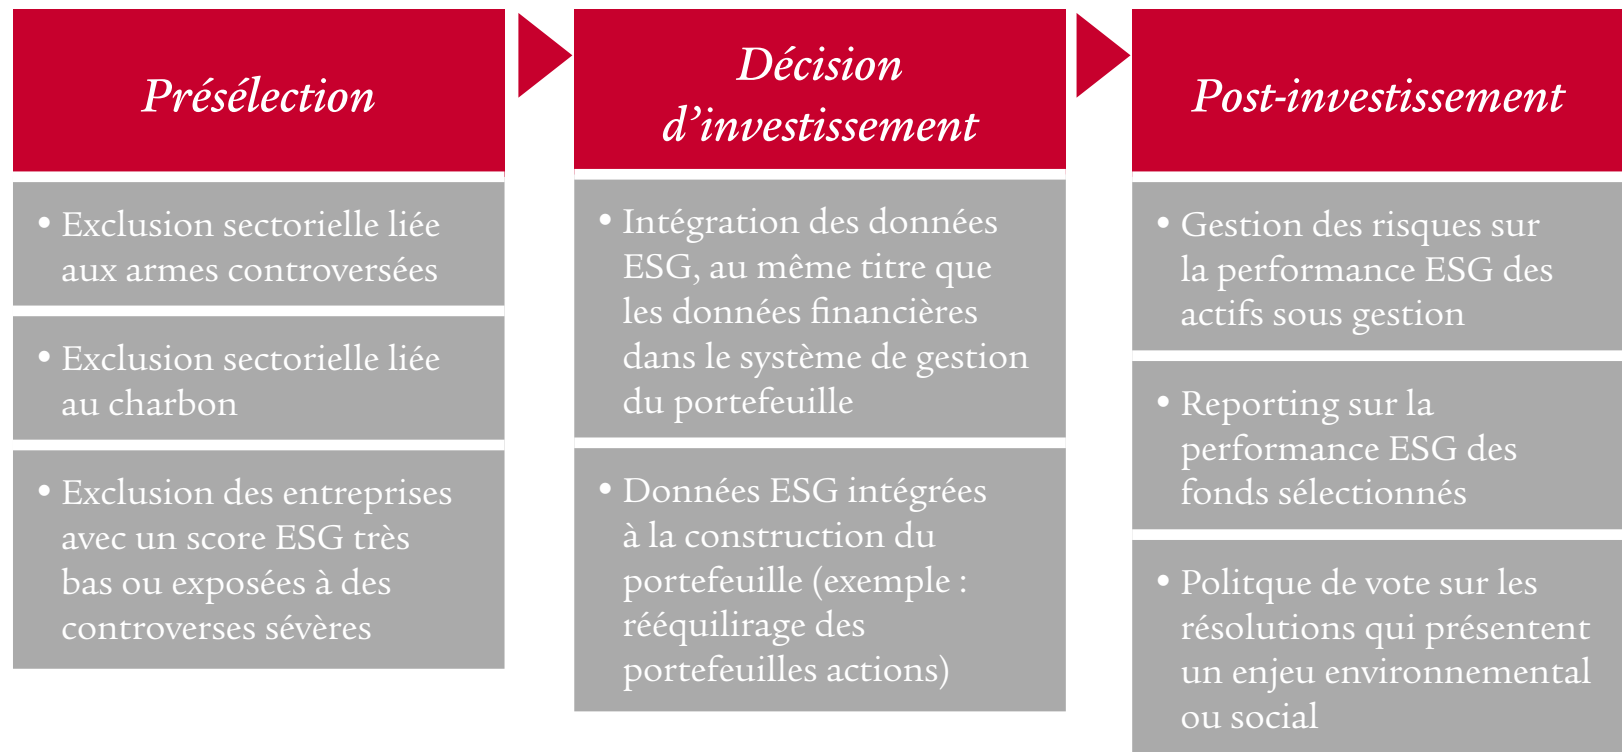 Présélection
• Exclusion sectorielle liée
aux armes controversées
• Exclusion sectorielle liée
au charbon
• Exclusion des entreprises
avec un score ESG très
bas ou exposées à des
controverses sévères
Décision
d’investissement
• Intégration des données
ESG, au même titre que
les données financières
dans le système de gestion
du portefeuille
• Données ESG intégrées
à la construction du
portefeuille (exemple :
rééquilirage des
portefeuilles actions)
Post-investissement
• Gestion des risques sur
la performance ESG des
actifs sous gestion
• Reporting sur la
performance ESG des
fonds sélectionnés
• Politque de vote sur les
résolutions qui présentent
un enjeu environnemental
ou social